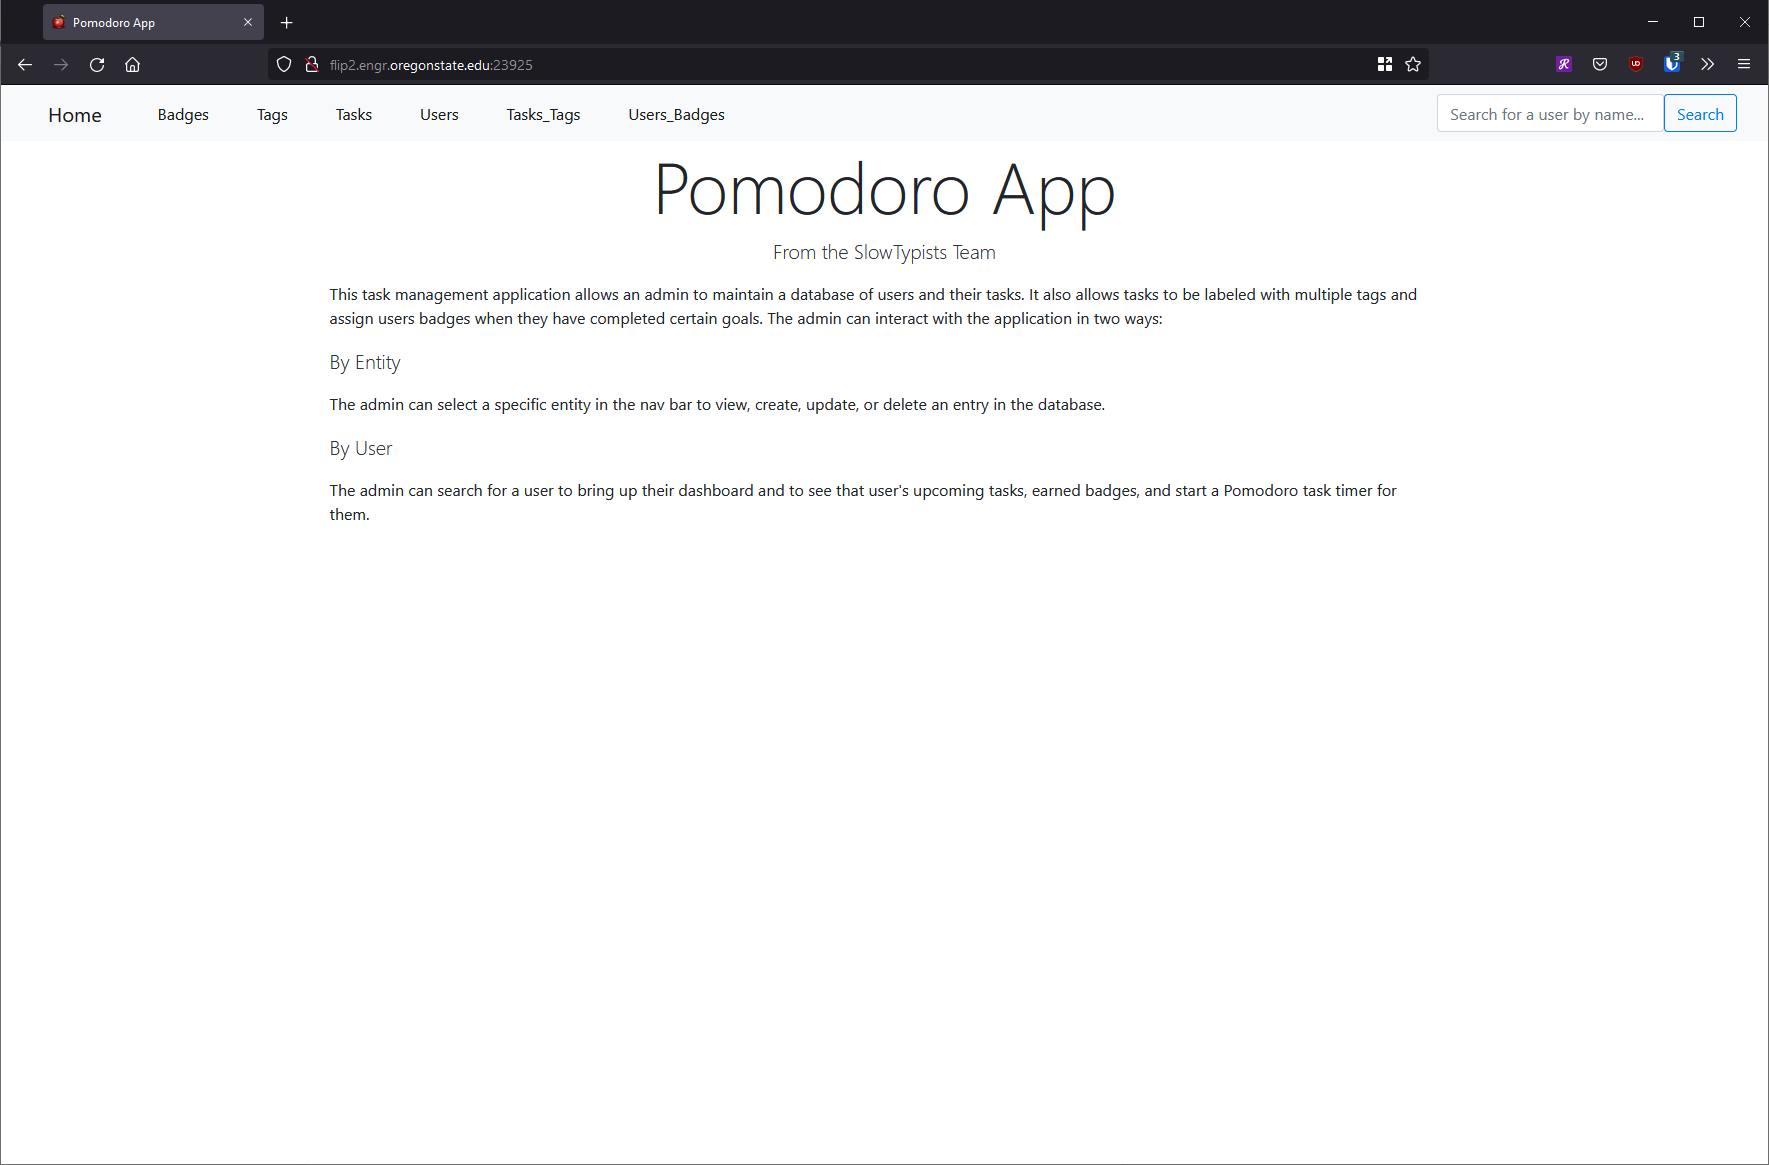 Pomodoro App
flip2.engr.oregonstate.edu:23925
3
Home Badges Tags Tasks Users Tasks_Tags Users_Badges Search for a user by name... Search
Pomodoro App
From the SlowTypists Team
This task management application allows an admin to maintain a database of users and their tasks. It also allows tasks to be labeled with multiple tags and
assign users badges when they have completed certain goals. The admin can interact with the application in two ways:
By Entity
The admin can select a specific entity in the nav bar to view, create, update, or delete an entry in the database.
By User
The admin can search for a user to bring up their dashboard and to see that user's upcoming tasks, earned badges, and start a Pomodoro task timer for
them.